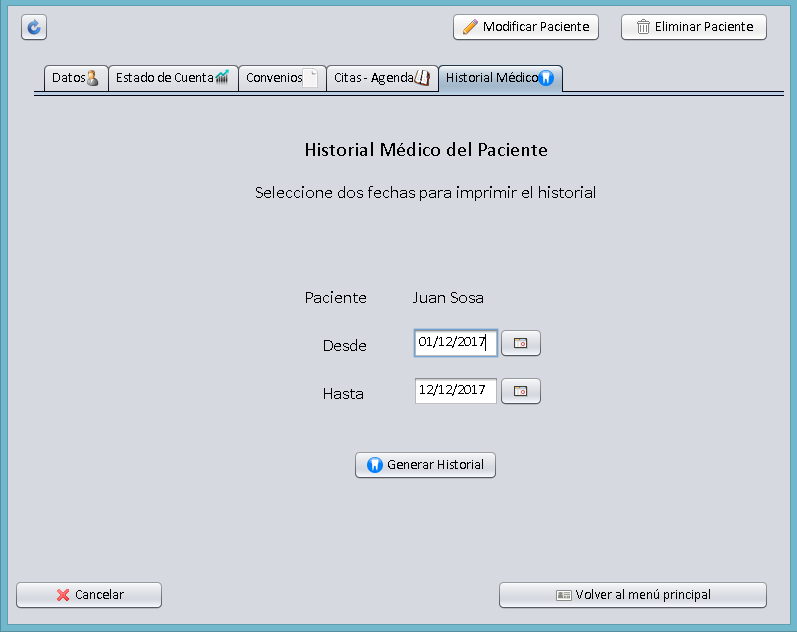 Modificar Paciente
Eliminar Paciente
Datos
Estado de Cuenta
Convenios
Citas - Agenda
Historial Médico
Historial Médico del Paciente
Seleccione dos fechas para imprimir el historial
Paciente Juan Sosa
Desde 01/12/2017
Hasta 12/12/2017
Generar Historial
Cancelar
Volver al menú principal